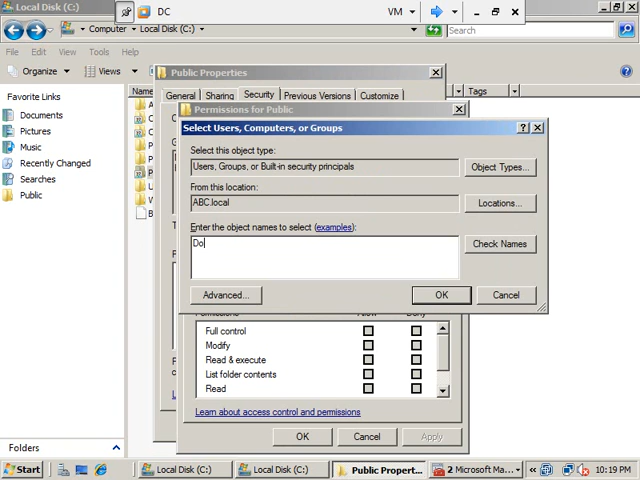 Local Disk (C:)
DC
VM
Computer
Local Disk (C:)
Search
File
Edit
View
Tools
Help
Organize
Views
Favorite Links
Documents
Pictures
Music
Recently Changed
Searches
Public
Folders
Name
Tags
Public Properties
General
Sharing
Security
Previous Versions
Customize
Permissions for Public
Select Users, Computers, or Groups
Select this object type:
Users, Groups, or Built-in security principals
Object Types...
From this location:
ABC.local
Locations...
Enter the object names to select (examples):
Do
Check Names
Advanced...
OK
Cancel
Full control
Modify
Read & execute
List folder contents
Read
Learn about access control and permissions
OK
Cancel
Apply
Start
Local Disk (C:)
Local Disk (C:)
Public Propert...
2 Microsoft Ma...
10:19 PM